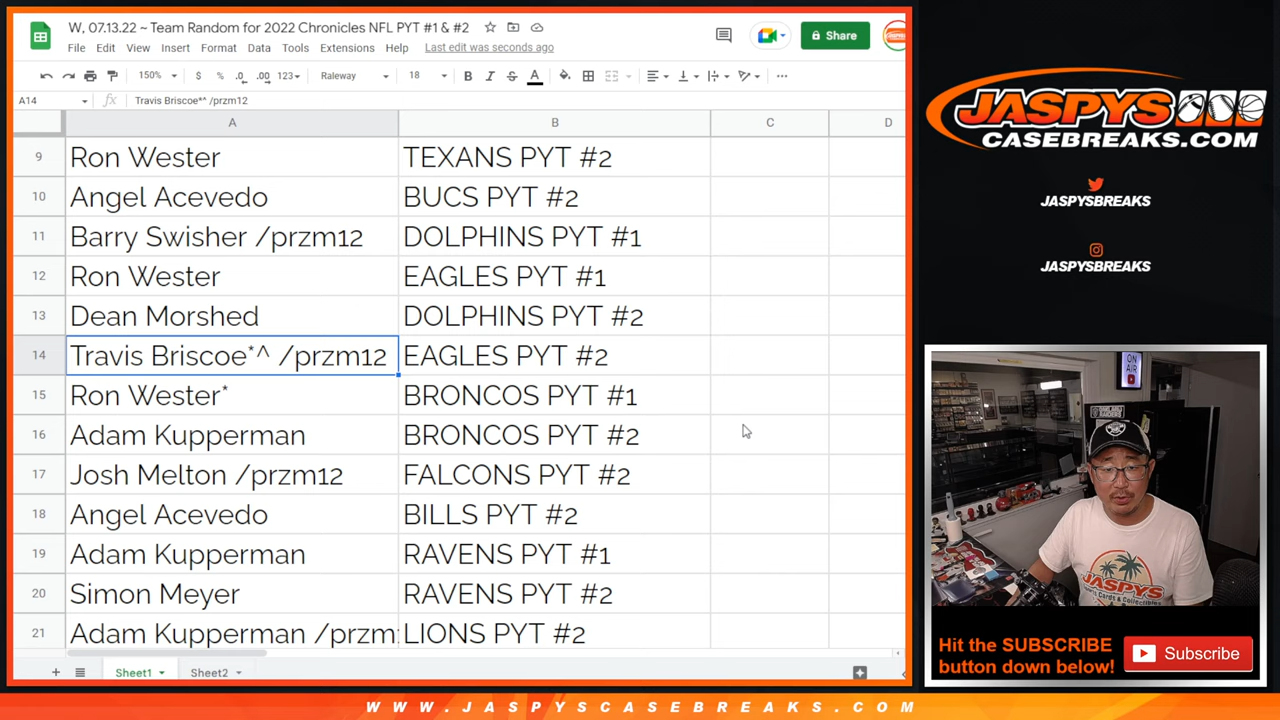 W, 07.13.22 ~ Team Random for 2022 Chronicles NFL PYT #1 & #2
File Edit View Insert Format Data Tools Extensions Help Last edit was seconds ago
Share
150% $ % .0 .00 123 Raleway 18 B I S A
A14 fx Travis Briscoe*^ /przm12
A B C D
9 Ron Wester TEXANS PYT #2
10 Angel Acevedo BUCS PYT #2
11 Barry Swisher /przm12 DOLPHINS PYT #1
12 Ron Wester EAGLES PYT #1
13 Dean Morshed DOLPHINS PYT #2
14 Travis Briscoe*^ /przm12 EAGLES PYT #2
15 Ron Wester* BRONCOS PYT #1
16 Adam Kupperman BRONCOS PYT #2
17 Josh Melton /przm12 FALCONS PYT #2
18 Angel Acevedo BILLS PYT #2
19 Adam Kupperman RAVENS PYT #1
20 Simon Meyer RAVENS PYT #2
21 Adam Kupperman /przm: LIONS PYT #2
+ Sheet1 Sheet2
JASPYS
CASEBREAKS.COM
JASPYSBREAKS
JASPYSBREAKS
ON AIR
JASPYS
Hit the SUBSCRIBE
button down below!
Subscribe
WWW.JASPYSCASEBREAKS.COM